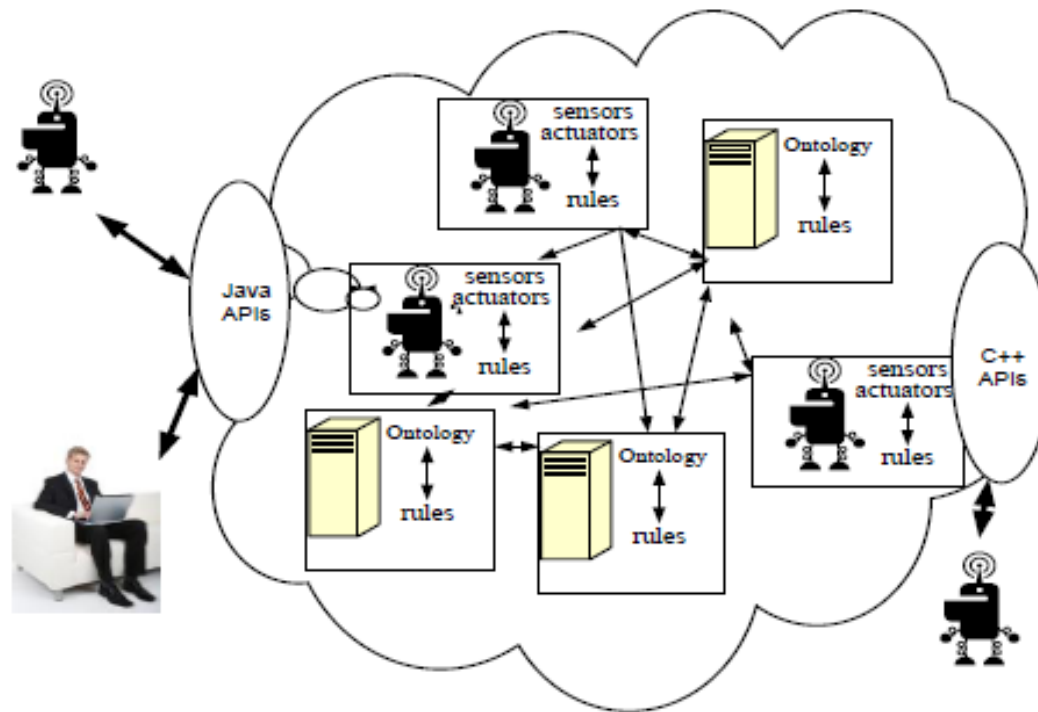 sensors
actuators
rules
Ontology
rules
Java
APIs
sensors
actuators
rules
C++
APIs
sensors
actuators
rules
Ontology
rules
Ontology
rules